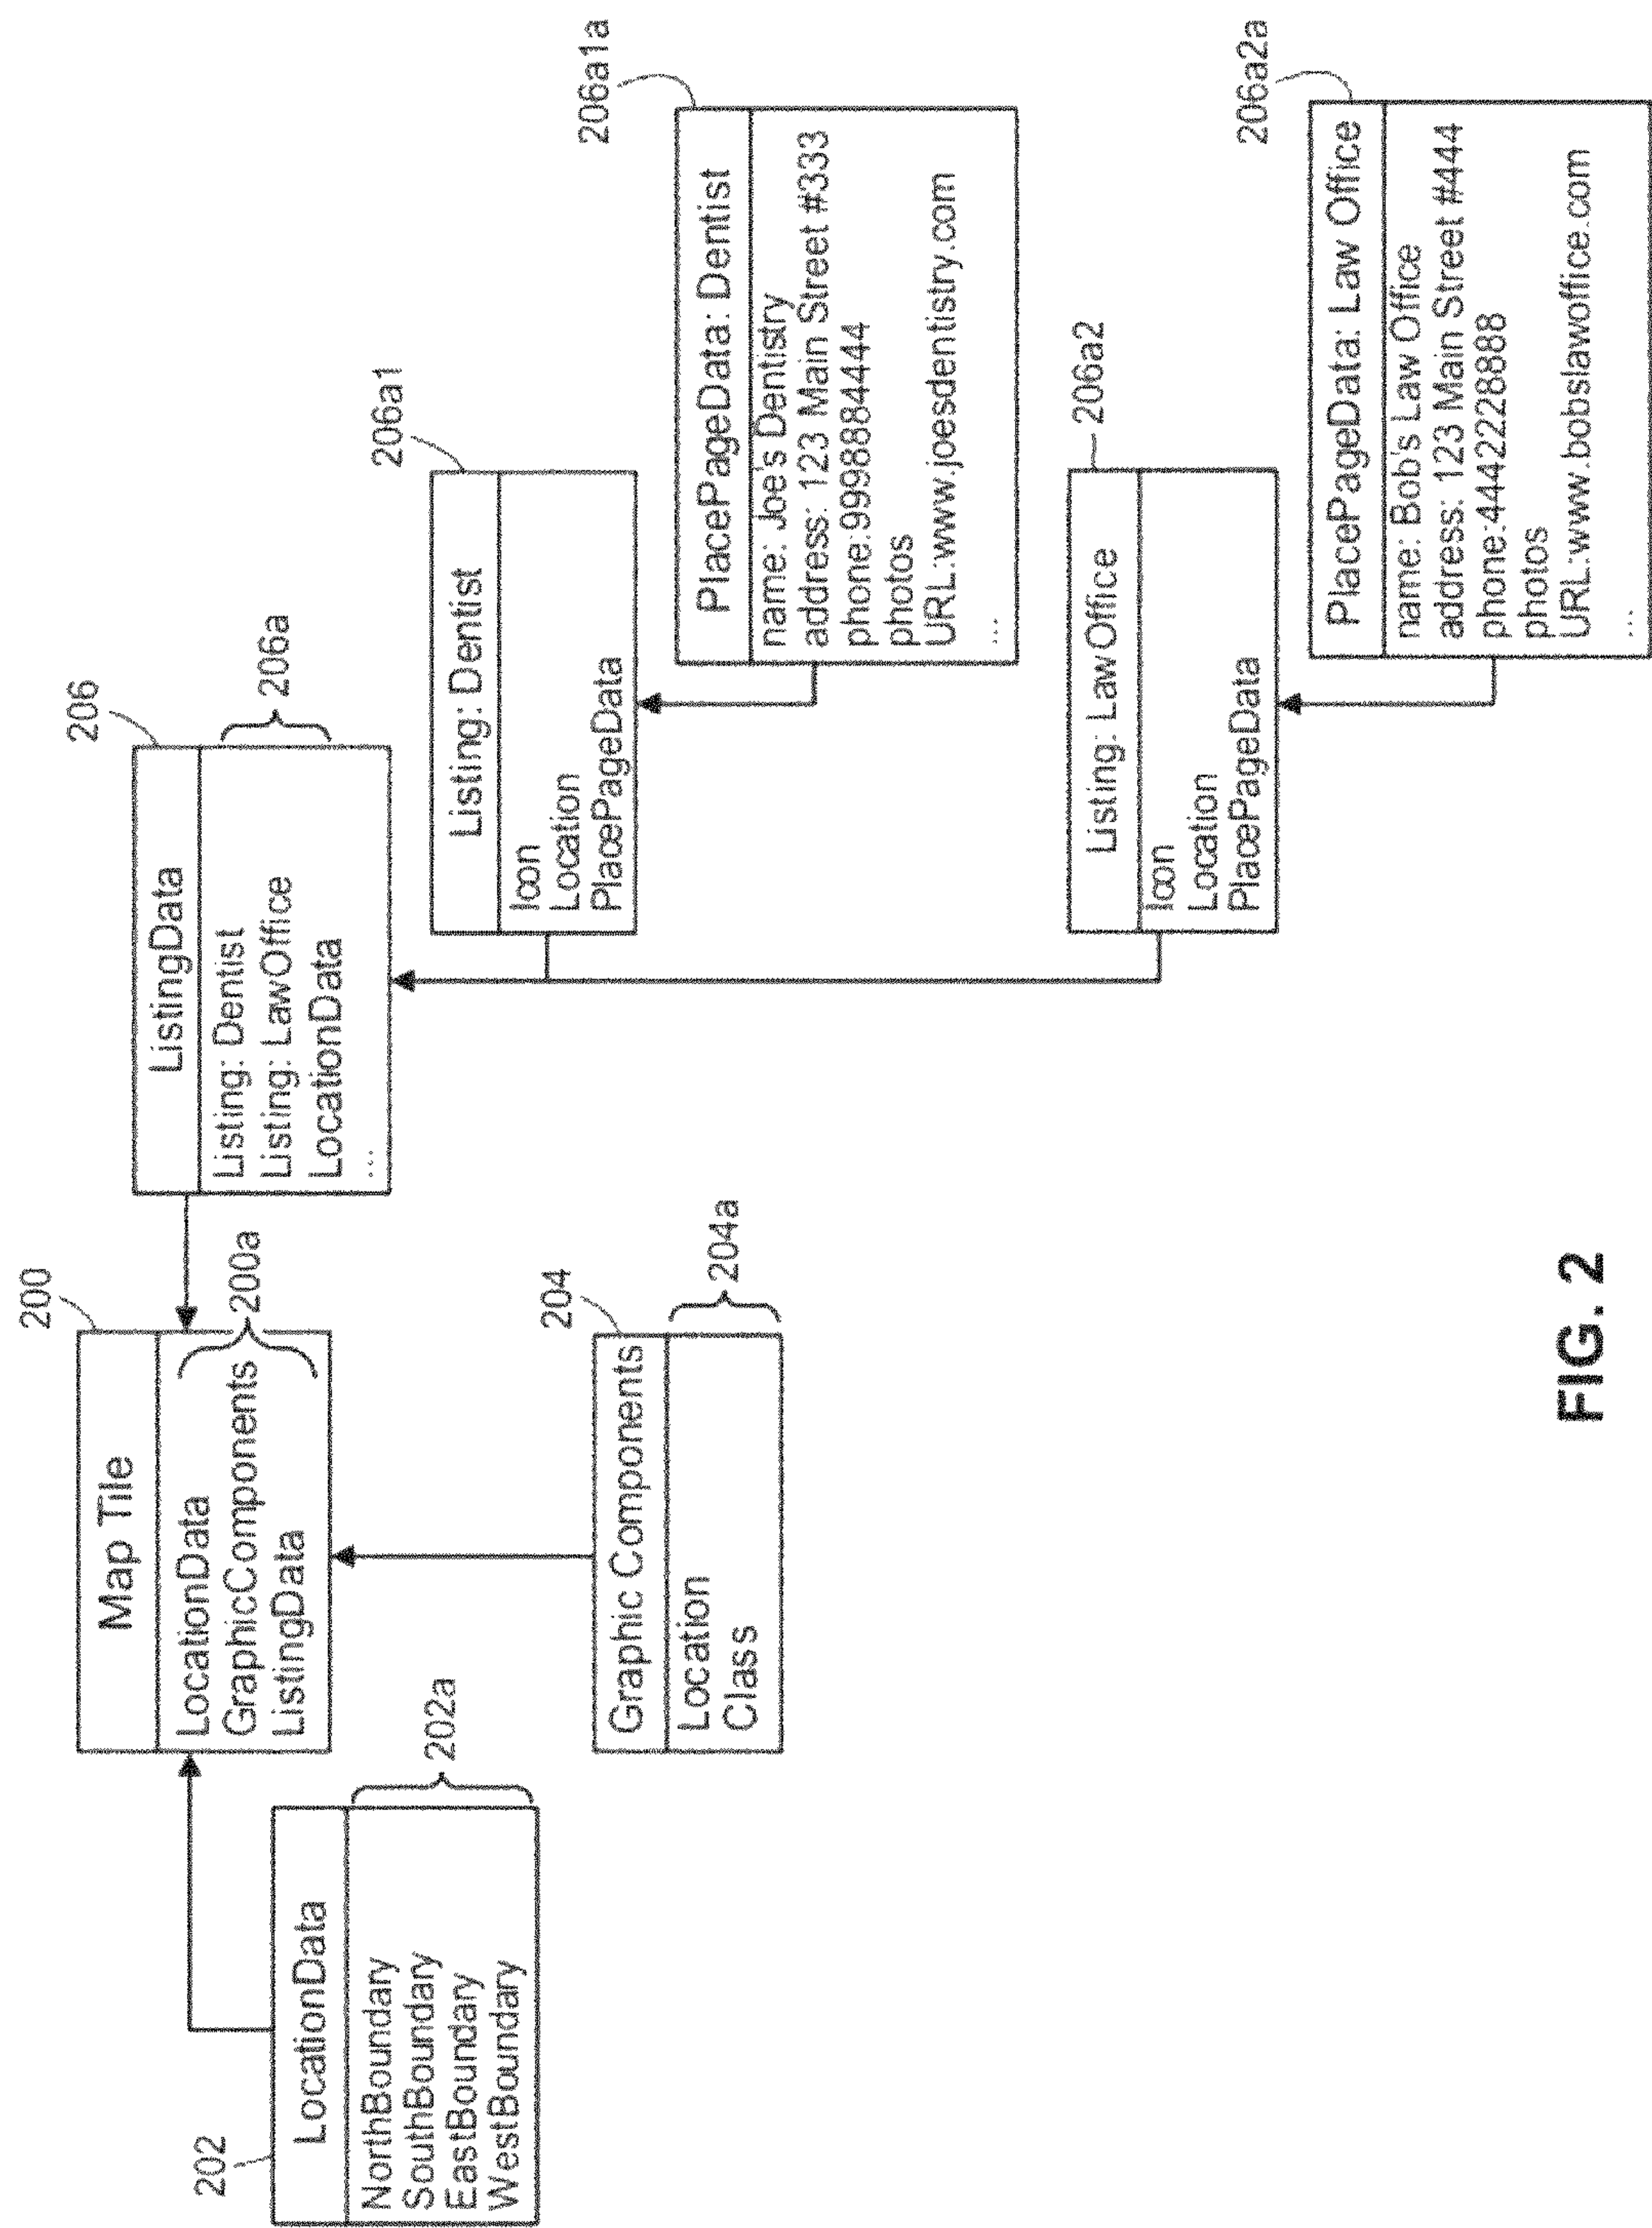 200
Map Tile
LocationData
GraphicComponents
ListingData
200a
202
LocationData
NorthBoundary
SouthBoundary
EastBoundary
WestBoundary
202a
204
Graphic Components
Location
Class
204a
206
ListingData
Listing: Dentist
Listing: LawOffice
LocationData
...
206a
206a1
Listing: Dentist
Icon
Location
PlacePageData
206a1a
PlacePageData: Dentist
name: Joe's Dentistry
address: 123 Main Street #333
phone:9998884444
photos
URL:www.joesdentistry.com
...
206a2
Listing: LawOffice
Icon
Location
PlacePageData
206a2a
PlacePageData: Law Office
name: Bob's Law Office
address: 123 Main Street #444
phone:4442228888
photos
URL:www.bobslawoffice.com
...
FIG. 2